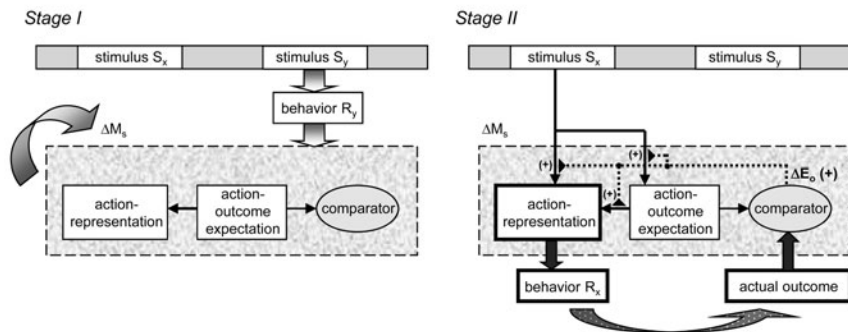 Stage I
stimulus Sx
stimulus Sy
behavior Ry
ΔMs
action-
representation
action-
outcome
expectation
comparator
Stage II
stimulus Sx
stimulus Sy
ΔMs
(+)
(+)
ΔEo (+)
(+)
action-
representation
action-
outcome
expectation
comparator
behavior Rx
actual outcome